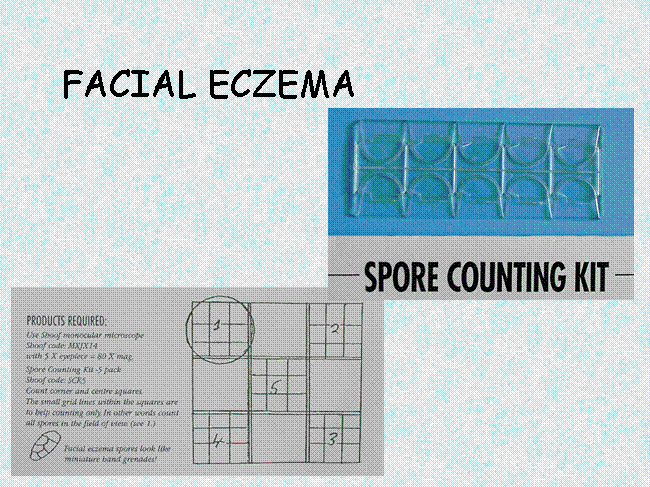 FACIAL ECZEMA
SPORE COUNTING KIT
PRODUCTS REQUIRED:
Use Shoof monocular microscope
Shoof code: MXJX14
with 5 X eyepiece = 80 X mag.
Spore Counting Kit -5 pack
Shoof code: SCK5
Count corner and centre squares
The small grid lines within the squares are
to help counting only. In other words count
all spores in the field of view (see 1.)
Facial eczema spores look like
miniature hand grenades!
1
2
5
4
3